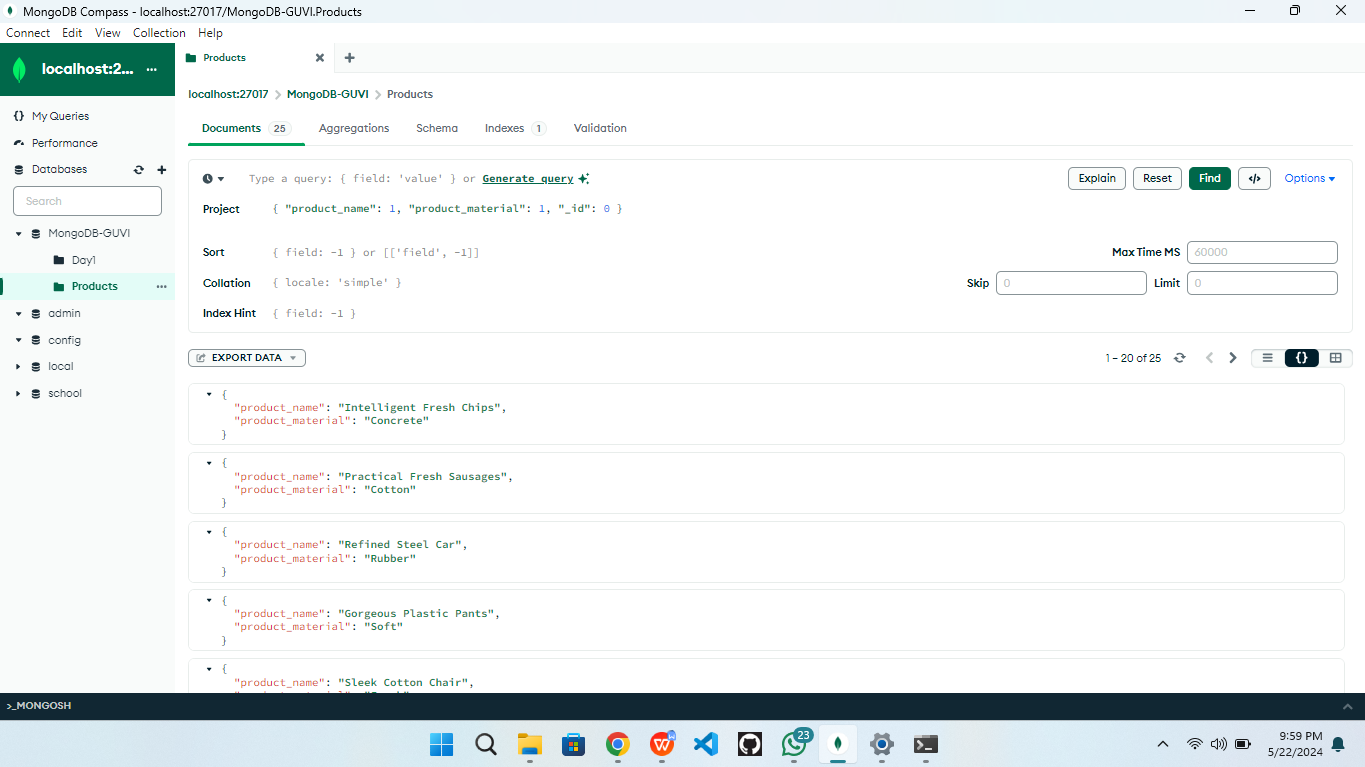 MongoDB Compass - localhost:27017/MongoDB-GUVI.Products
Connect Edit View Collection Help
localhost:2... ...
Products
localhost:27017 > MongoDB-GUVI > Products
Documents 25 Aggregations Schema Indexes 1 Validation
{} My Queries
Performance
Databases
Search
MongoDB-GUVI
Day1
Products ...
admin
config
local
school
Type a query: { field: 'value' } or Generate query
Explain Reset Find </> Options
Project { "product_name": 1, "product_material": 1, "_id": 0 }
Sort { field: -1 } or [['field', -1]] Max Time MS 60000
Collation { locale: 'simple' } Skip 0 Limit 0
Index Hint { field: -1 }
EXPORT DATA 1 – 20 of 25 {}
{
"product_name": "Intelligent Fresh Chips",
"product_material": "Concrete"
}
{
"product_name": "Practical Fresh Sausages",
"product_material": "Cotton"
}
{
"product_name": "Refined Steel Car",
"product_material": "Rubber"
}
{
"product_name": "Gorgeous Plastic Pants",
"product_material": "Soft"
}
{
"product_name": "Sleek Cotton Chair",
>_MONGOSH
23
9:59 PM
5/22/2024